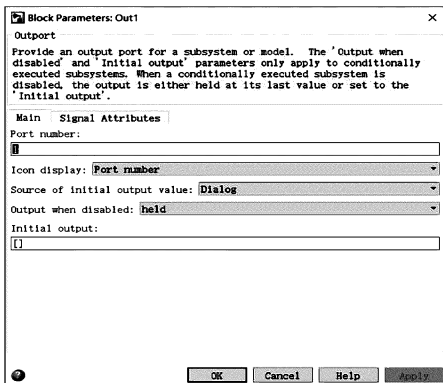 Block Parameters: Out1
Outport
Provide an output port for a subsystem or model. The 'Output when
disabled' and 'Initial output' parameters only apply to conditionally
executed subsystems. When a conditionally executed subsystem is
disabled, the output is either held at its last value or set to the
'Initial output'.
Main Signal Attributes
Port number:
1
Icon display: Port number
Source of initial output value: Dialog
Output when disabled: held
Initial output:
[]
OK Cancel Help Apply